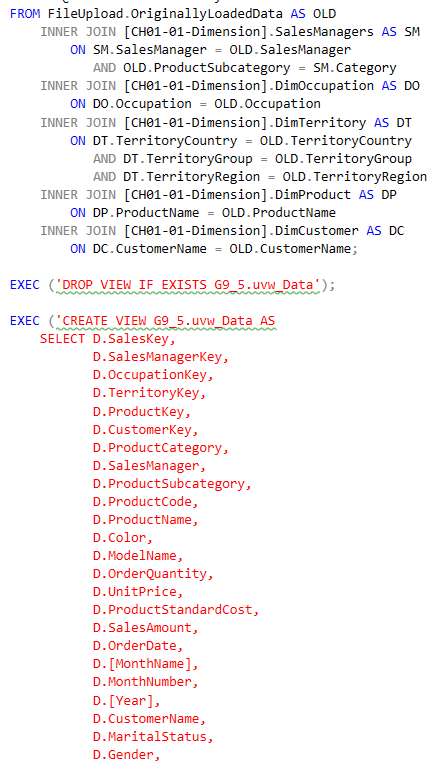 FROM FileUpload.OriginallyLoadedData AS OLD
    INNER JOIN [CH01-01-Dimension].SalesManagers AS SM
        ON SM.SalesManager = OLD.SalesManager
           AND OLD.ProductSubcategory = SM.Category
    INNER JOIN [CH01-01-Dimension].DimOccupation AS DO
        ON DO.Occupation = OLD.Occupation
    INNER JOIN [CH01-01-Dimension].DimTerritory AS DT
        ON DT.TerritoryCountry = OLD.TerritoryCountry
           AND DT.TerritoryGroup = OLD.TerritoryGroup
           AND DT.TerritoryRegion = OLD.TerritoryRegion
    INNER JOIN [CH01-01-Dimension].DimProduct AS DP
        ON DP.ProductName = OLD.ProductName
    INNER JOIN [CH01-01-Dimension].DimCustomer AS DC
        ON DC.CustomerName = OLD.CustomerName;
EXEC ('DROP VIEW IF EXISTS G9_5.uvw_Data');
EXEC ('CREATE VIEW G9_5.uvw_Data AS
    SELECT D.SalesKey,
           D.SalesManagerKey,
           D.OccupationKey,
           D.TerritoryKey,
           D.ProductKey,
           D.CustomerKey,
           D.ProductCategory,
           D.SalesManager,
           D.ProductSubcategory,
           D.ProductCode,
           D.ProductName,
           D.Color,
           D.ModelName,
           D.OrderQuantity,
           D.UnitPrice,
           D.ProductStandardCost,
           D.SalesAmount,
           D.OrderDate,
           D.[MonthName],
           D.MonthNumber,
           D.[Year],
           D.CustomerName,
           D.MaritalStatus,
           D.Gender,